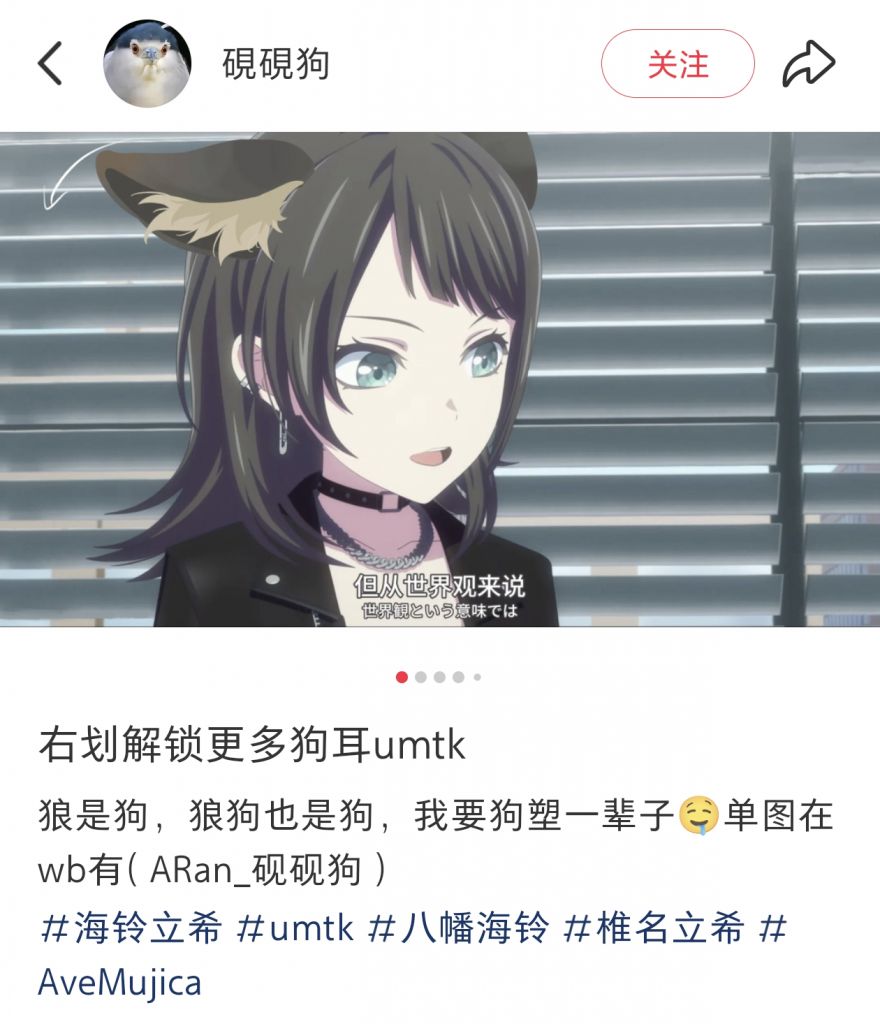 硯硯狗
关注
但从世界观来说
世界観という意味では
右划解锁更多狗耳umtk
狼是狗，狼狗也是狗，我要狗塑一辈子🤤单图在
wb有( ARan_砚砚狗 )
#海铃立希 #umtk #八幡海铃 #椎名立希 #
AveMujica